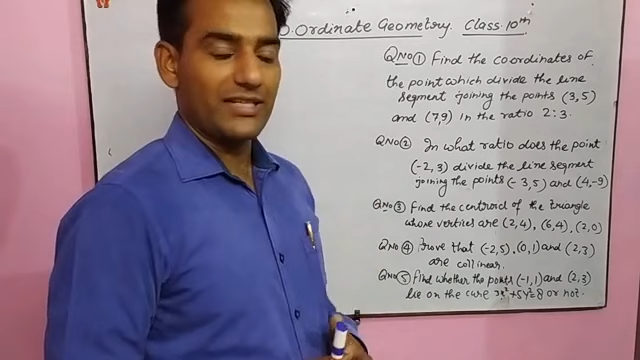 O.Ordinate Geometry. Class.10th
QNO① Find the coordinates of
the point which divide the line
segment joining the points (3,5)
and (7,9) in the ratio 2:3.
QNO② In what ratio does the point
(-2,3) divide the line segment
joining the points (-3,5) and (4,-9)
QNO③ Find the centroid of the triangle
whose vertices are (2,4), (6,4), (2,0)
QNO④ Prove that (-2,5), (0,1) and (2,3)
are collinear.
QNO⑤ Find whether the points (-1,1) and (2,3)
lie on the cure +5y²=8 or not.